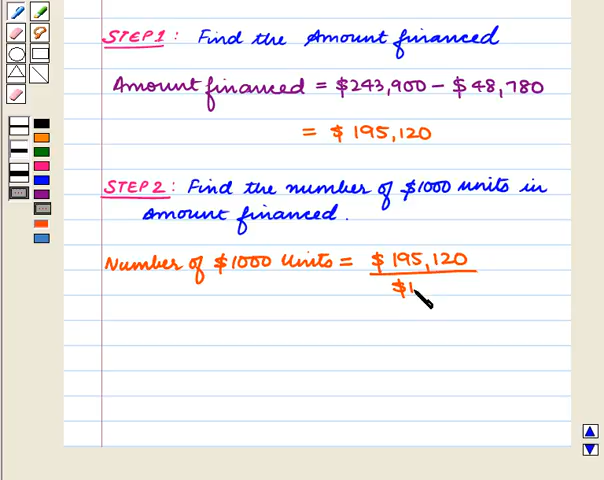 STEP 1: Find the Amount financed
Amount financed = $243,900 - $48,780
= $195,120
STEP 2: Find the number of $1000 units in
Amount financed.
Number of $1000 Units = $195,120
$1